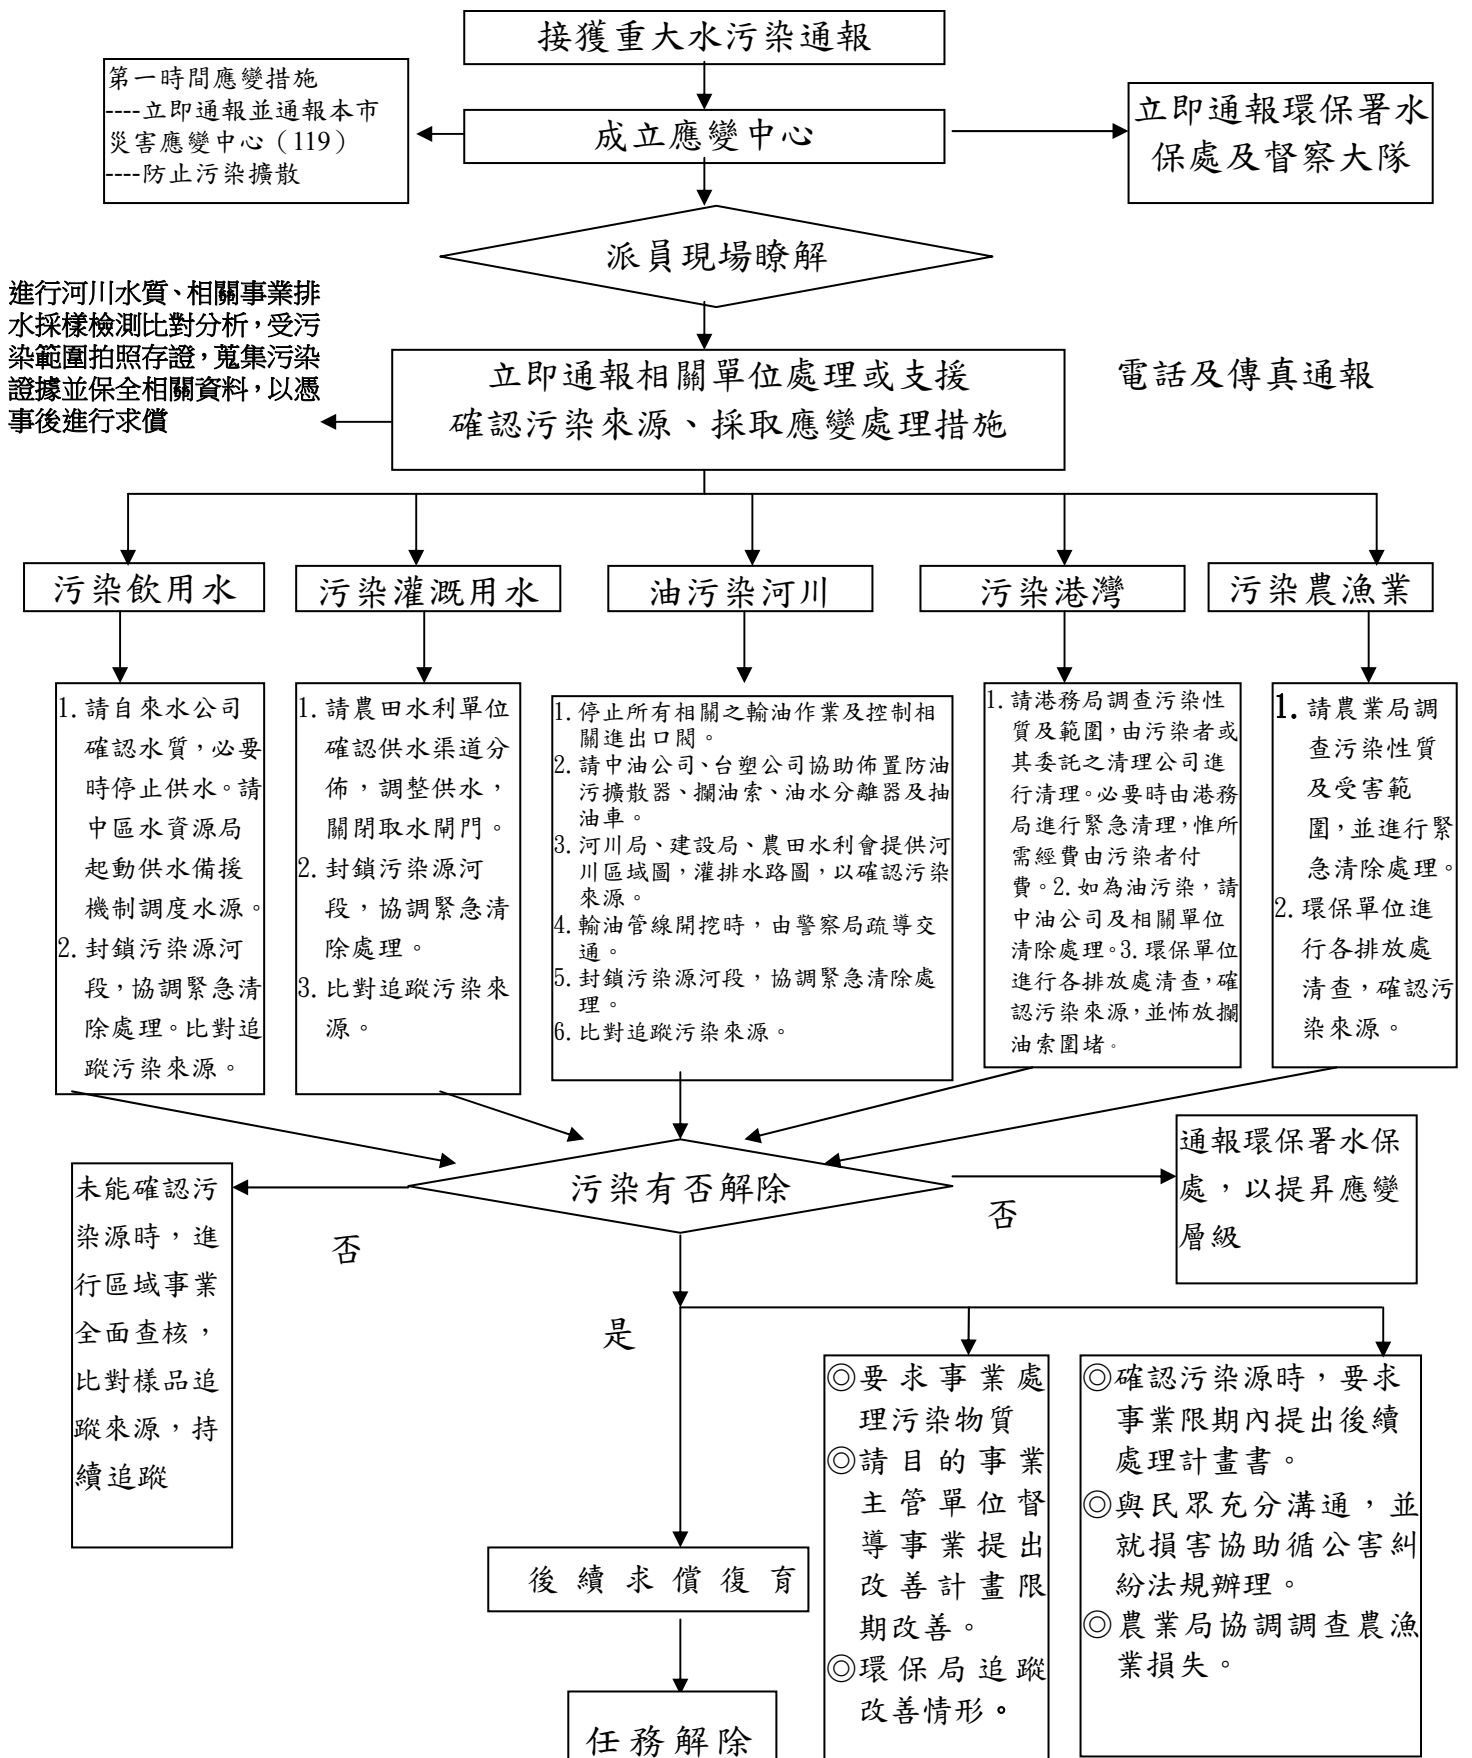 接獲重大水污染通報
第一時間應變措施
----立即通報並通報本市
災害應變中心（119）
----防止污染擴散
成立應變中心
立即通報環保署水
保處及督察大隊
派員現場瞭解
進行河川水質、相關事業排
水採樣檢測比對分析，受污
染範圍拍照存證，蒐集污染
證據並保全相關資料，以憑
事後進行求償
立即通報相關單位處理或支援
確認污染來源、採取應變處理措施
電話及傳真通報
污染飲用水
污染灌溉用水
油污染河川
污染港灣
污染農漁業
1. 請自來水公司
確認水質，必要
時停止供水。請
中區水資源局
起動供水備援
機制調度水源。
2. 封鎖污染源河
段，協調緊急清
除處理。比對追
蹤污染來源。
1. 請農田水利單位
確認供水渠道分
佈，調整供水，
關閉取水閘門。
2. 封鎖污染源河
段，協調緊急清
除處理。
3. 比對追蹤污染來
源。
1. 停止所有相關之輸油作業及控制相
關進出口閥。
2. 請中油公司、台塑公司協助佈置防油
污擴散器、攔油索、油水分離器及抽
油車。
3. 河川局、建設局、農田水利會提供河
川區域圖，灌排水路圖，以確認污染
來源。
4. 輸油管線開挖時，由警察局疏導交
通。
5. 封鎖污染源河段，協調緊急清除處
理。
6. 比對追蹤污染來源。
1. 請港務局調查污染性
質及範圍，由污染者或
其委託之清理公司進
行清理。必要時由港務
局進行緊急清理，惟所
需經費由污染者付
費。2. 如為油污染，請
中油公司及相關單位
清除處理。3. 環保單位
進行各排放處清查，確
認污染來源，並怖放攔
油索圍堵。
1. 請農業局調
查污染性質
及受害範
圍，並進行緊
急清除處理。
2. 環保單位進
行各排放處
清查，確認污
染來源。
污染有否解除
未能確認污
染源時，進
行區域事業
全面查核，
比對樣品追
蹤來源，持
續追蹤
否
否
通報環保署水保
處，以提昇應變
層級
是
◎要求事業處
理污染物質
◎請目的事業
主管單位督
導事業提出
改善計畫限
期改善。
◎環保局追蹤
改善情形。
◎確認污染源時，要求
事業限期內提出後續
處理計畫書。
◎與民眾充分溝通，並
就損害協助循公害糾
紛法規辦理。
◎農業局協調調查農漁
業損失。
後續求償復育
任務解除